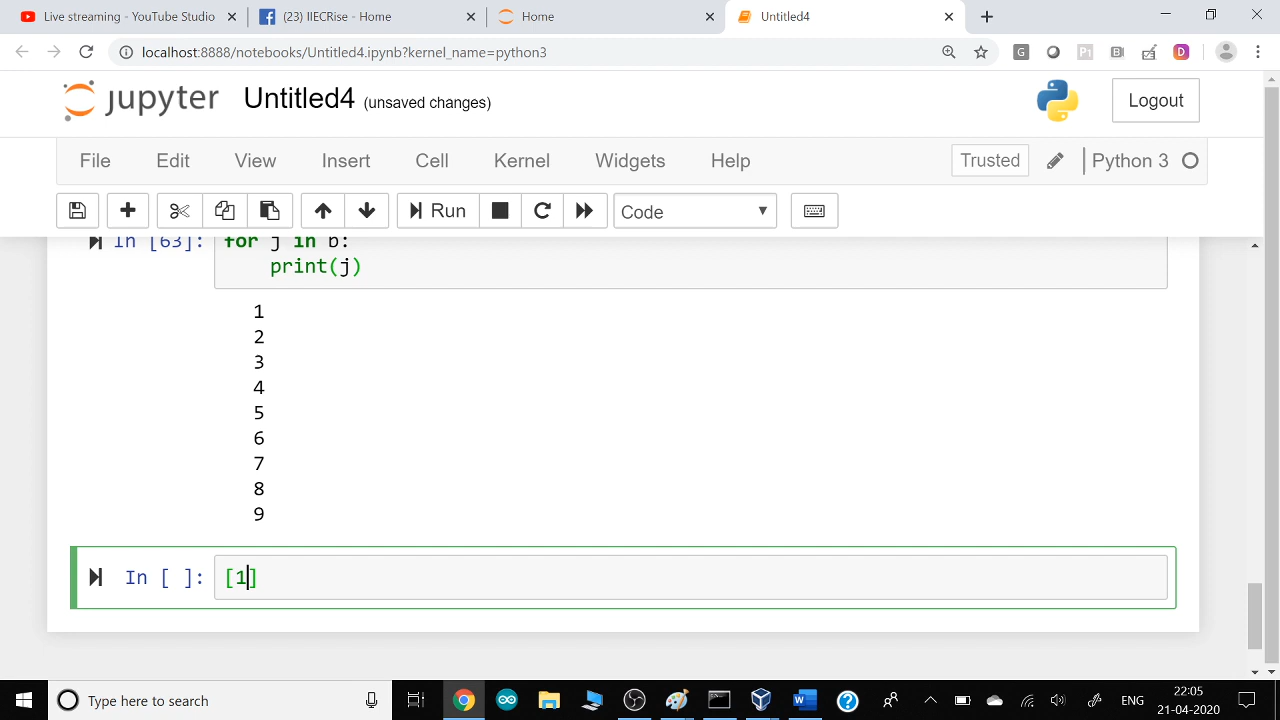 Live streaming - YouTube Studio
(23) IIECRise - Home
Home
Untitled4
localhost:8888/notebooks/Untitled4.ipynb?kernel_name=python3
jupyter Untitled4 (unsaved changes)
Logout
File Edit View Insert Cell Kernel Widgets Help
Trusted
Python 3
Run
Code
In [63]: for j in b:
print(j)
1
2
3
4
5
6
7
8
9
In [ ]: [1]
Type here to search
ENG
22:05
21-04-2020